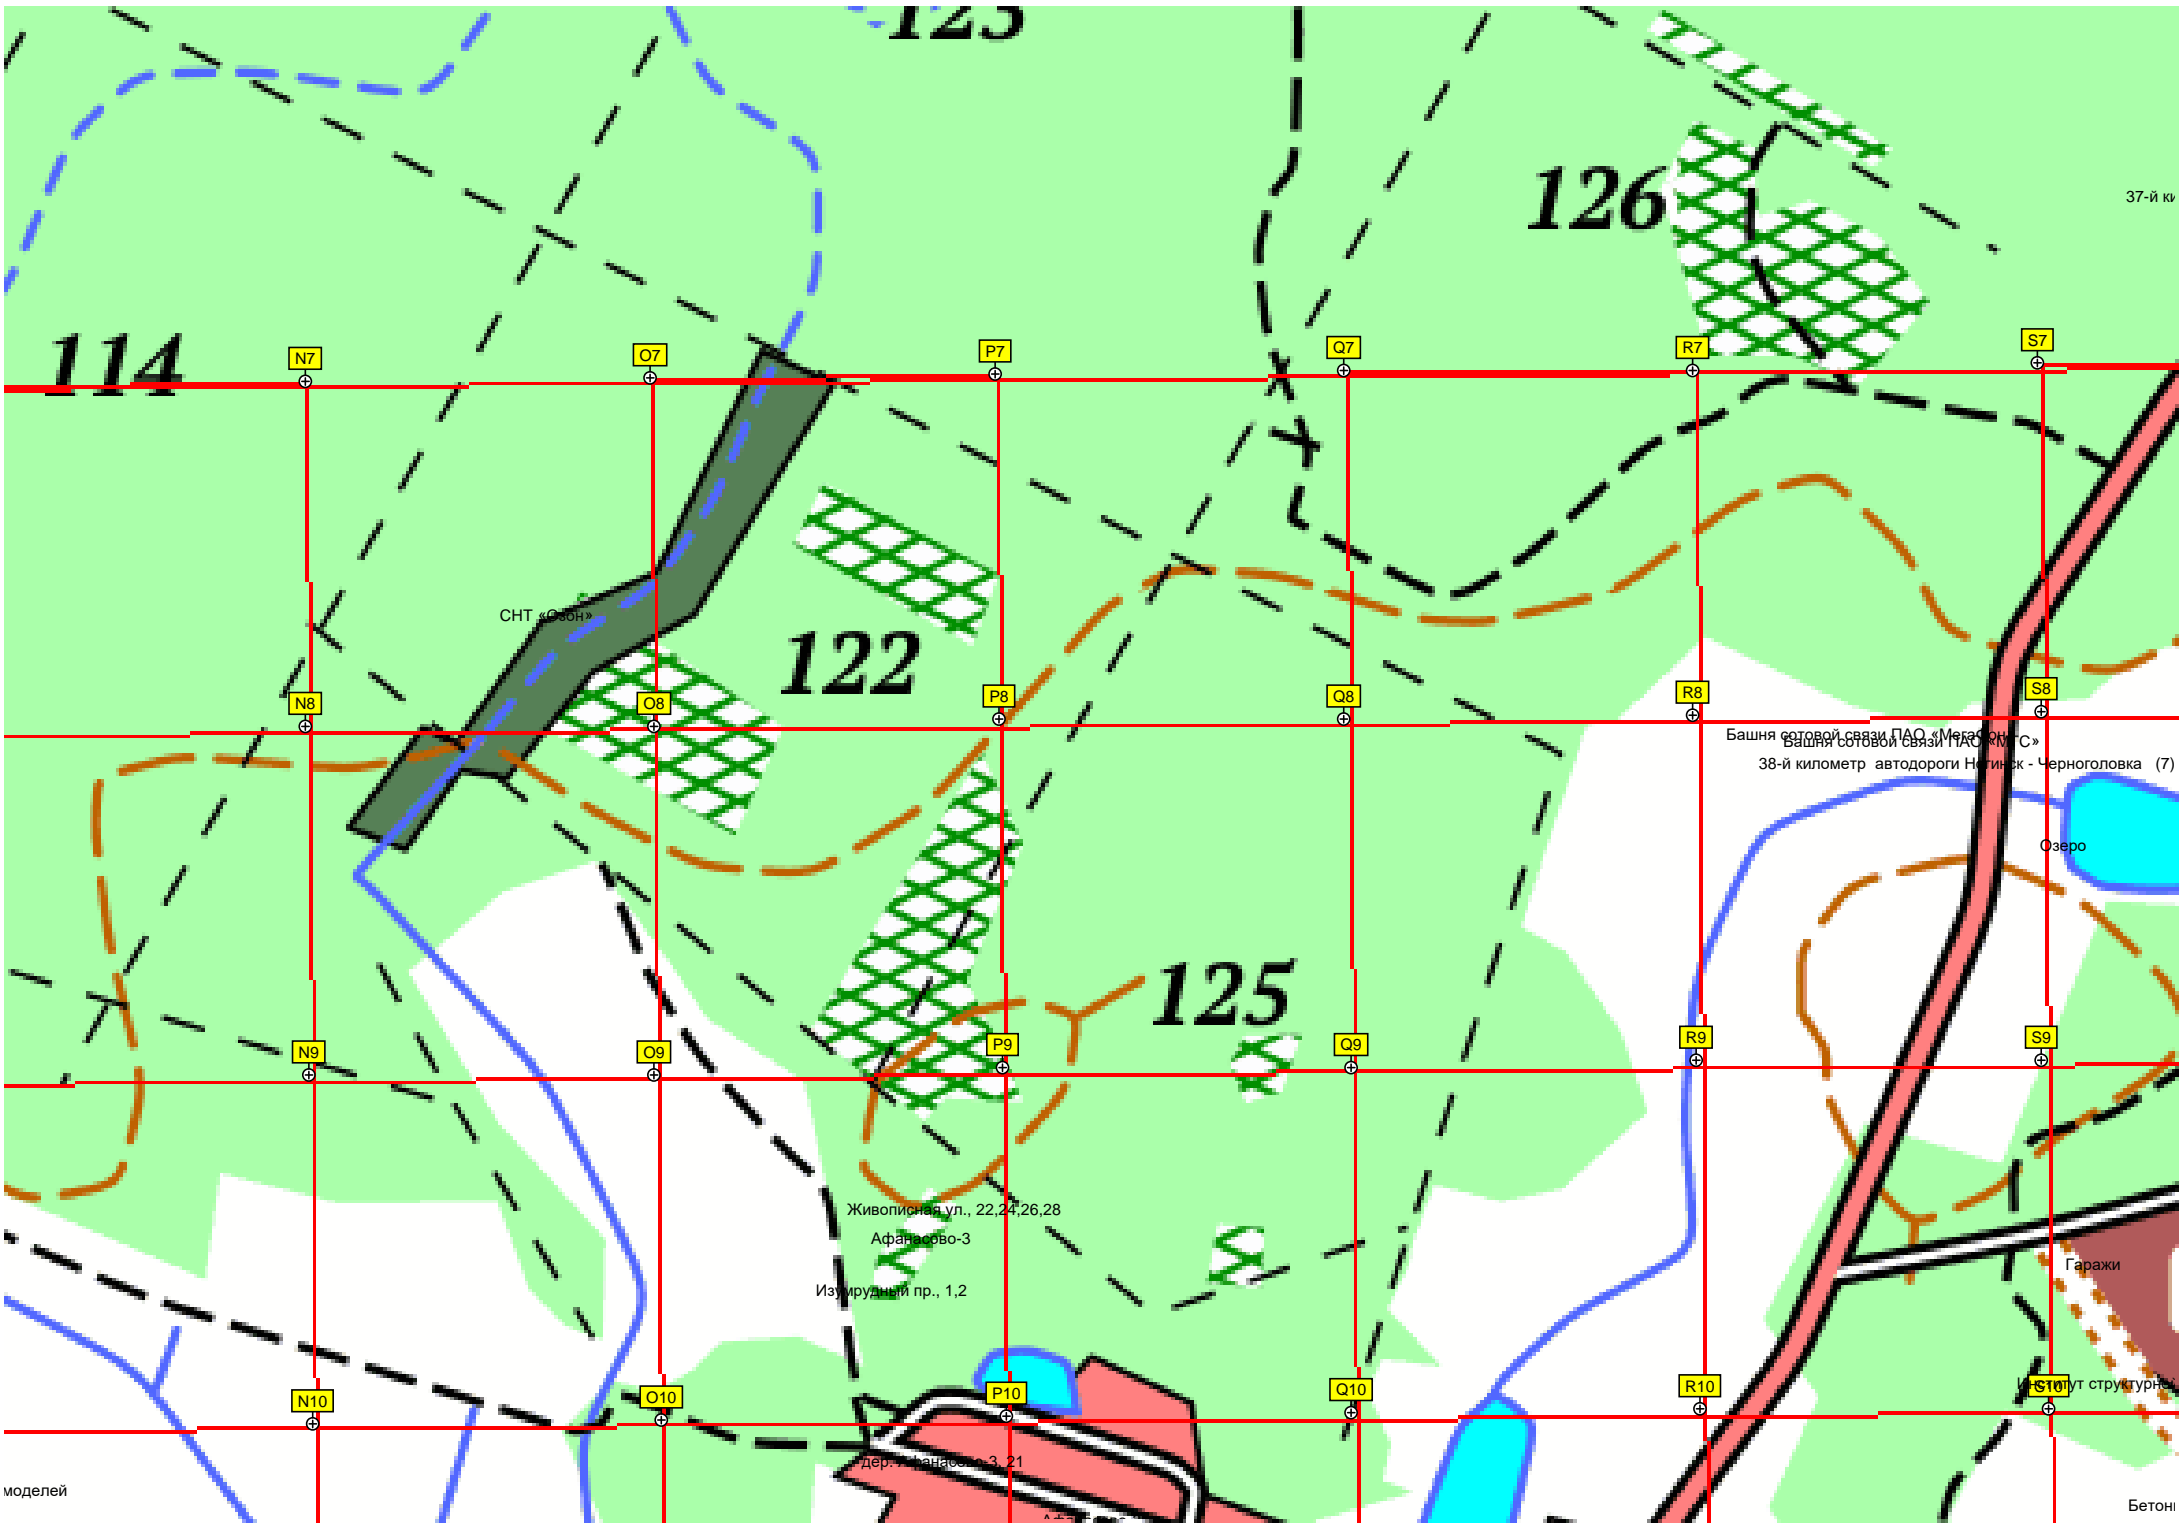 123
126
37-й ки
114
N7
O7
P7
Q7
R7
S7
СНТ «Озон»
122
N8
O8
P8
Q8
R8
S8
Башня сотовой связи ПАО «МегаФон»
Башня сотовой связи ПАО «МТС»
38-й километр автодороги Ногинск - Черноголовка (7)
Озеро
125
N9
O9
P9
Q9
R9
S9
Живописная ул., 22,24,26,28
Афанасово-3
Гаражи
Изумрудный пр., 1,2
N10
O10
P10
Q10
R10
S10
Институт структурно
дер. Афанасово-3, 21
моделей
Бетон